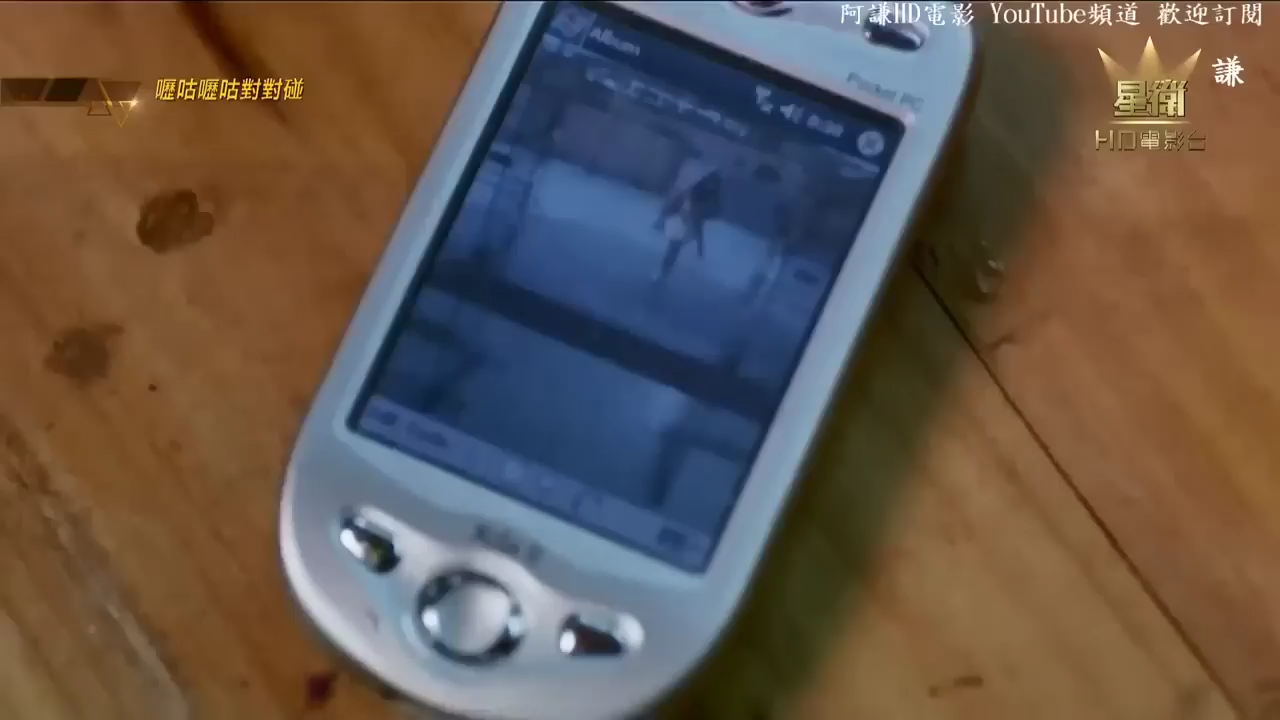 阿謙HD電影 YouTube頻道 歡迎訂閱
嚦咕嚦咕對對碰
謙
星衛
HD電影台
Album
Pocket PC